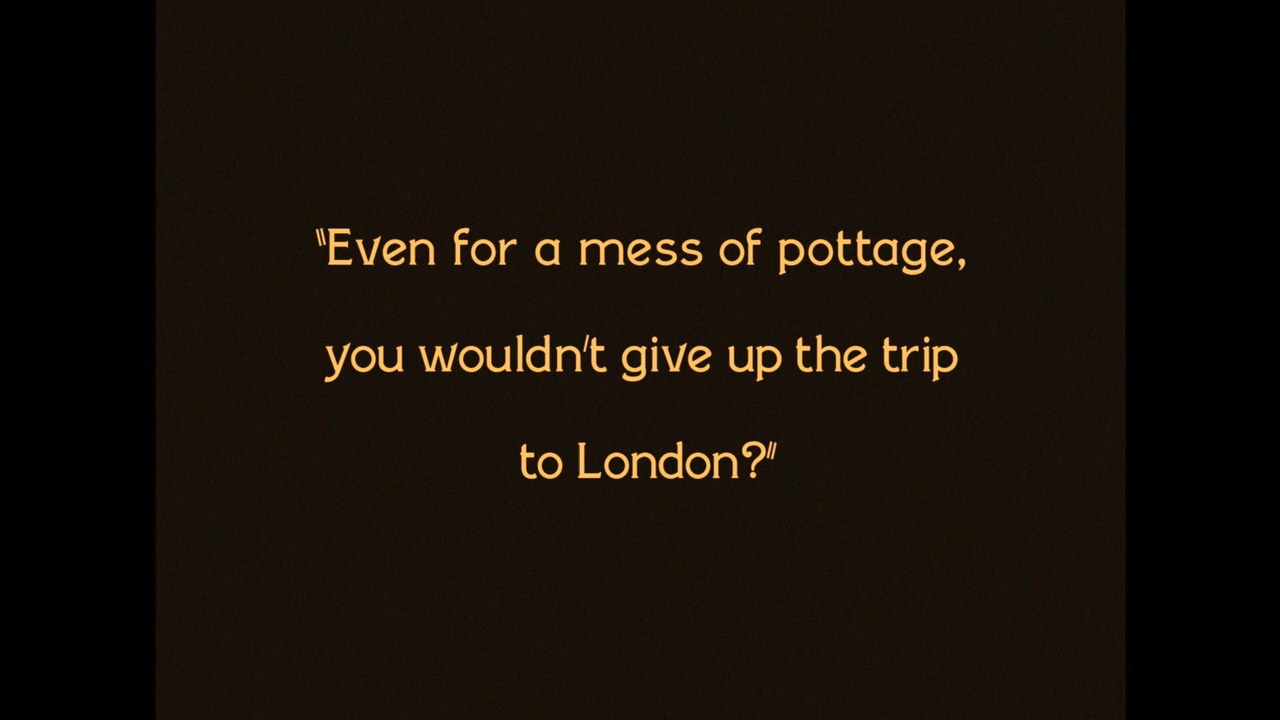 "Even for a mess of pottage,
you wouldn't give up the trip
to London?"